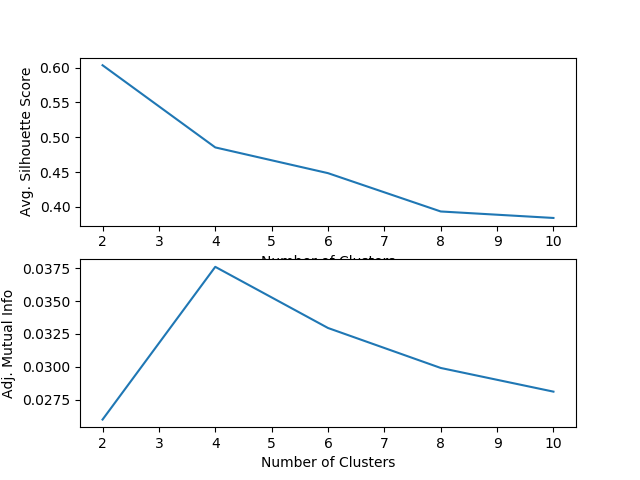 Avg. Silhouette Score
0.60
0.55
0.50
0.45
0.40
2 3 4 5 6 7 8 9 10
Number of Clusters
Adj. Mutual Info
0.0375
0.0350
0.0325
0.0300
0.0275
2 3 4 5 6 7 8 9 10
Number of Clusters